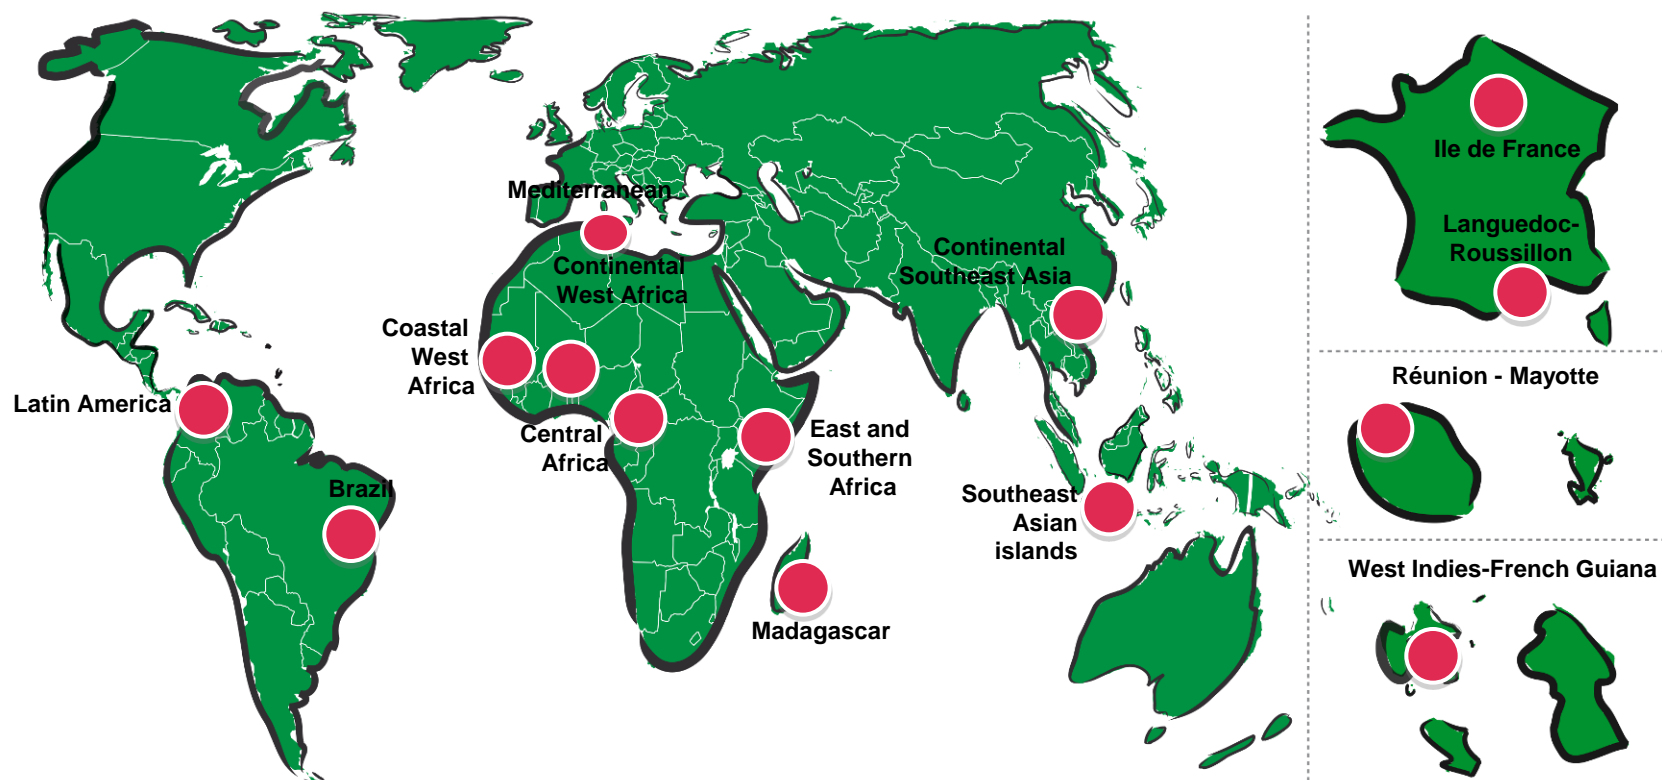 Mediterranean
Continental
West Africa
Continental
Southeast Asia
Coastal
West
Africa
Latin America
Central
Africa
East and
Southern
Africa
Brazil
Southeast
Asian
islands
Madagascar
Ile de France
Languedoc-
Roussillon
Réunion - Mayotte
West Indies-French Guiana